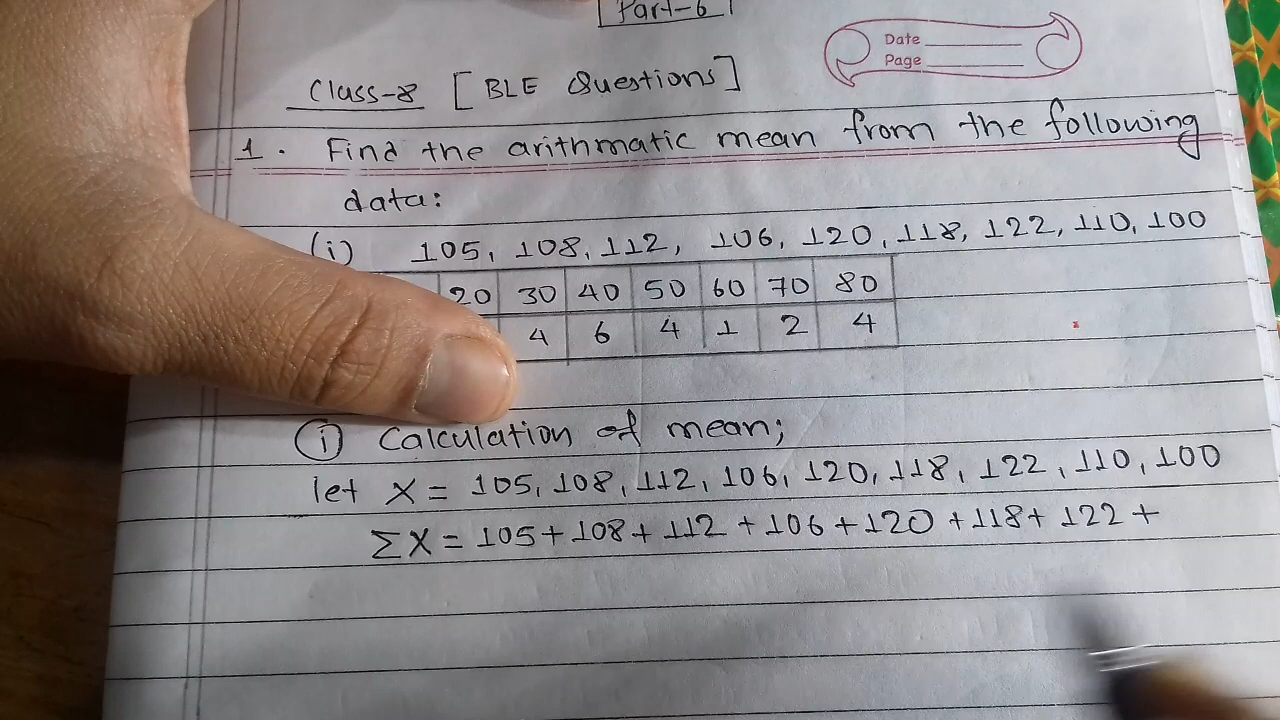 Part-6
Date
Page
Class-8 [BLE Questions]
1. Find the arithmatic mean from the following
data:
(i) 105, 108, 112, 106, 120, 118, 122, 110, 100
20 30 40 50 60 70 80
4 6 4 1 2 4
(i) Calculation of mean;
let X = 105, 108, 112, 106, 120, 118, 122, 110, 100
ΣX = 105 + 108 + 112 + 106 + 120 + 118 + 122 +